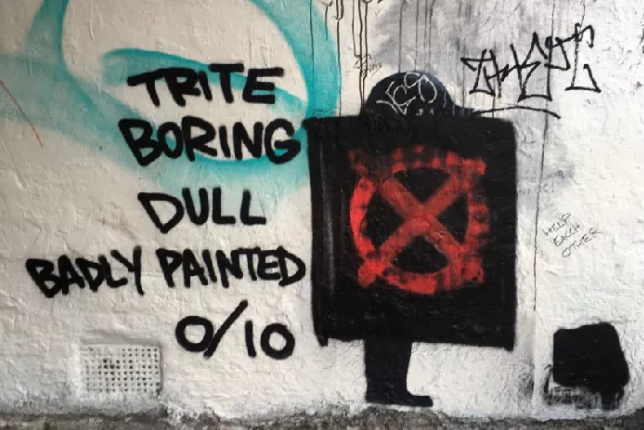 TRITE
BORING
DULL
BADLY PAINTED
0/10
HELP
EACH
OTHER